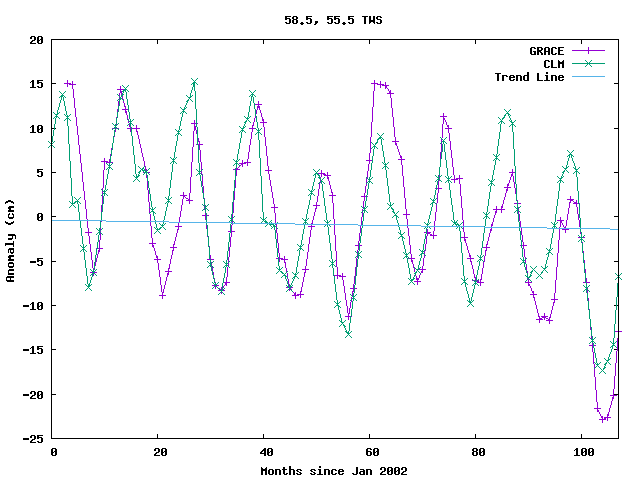 58.5, 55.5 TWS
GRACE
CLM
Trend Line
20
15
10
5
0
-5
-10
-15
-20
-25
Anomaly (cm)
0 20 40 60 80 100
Months since Jan 2002